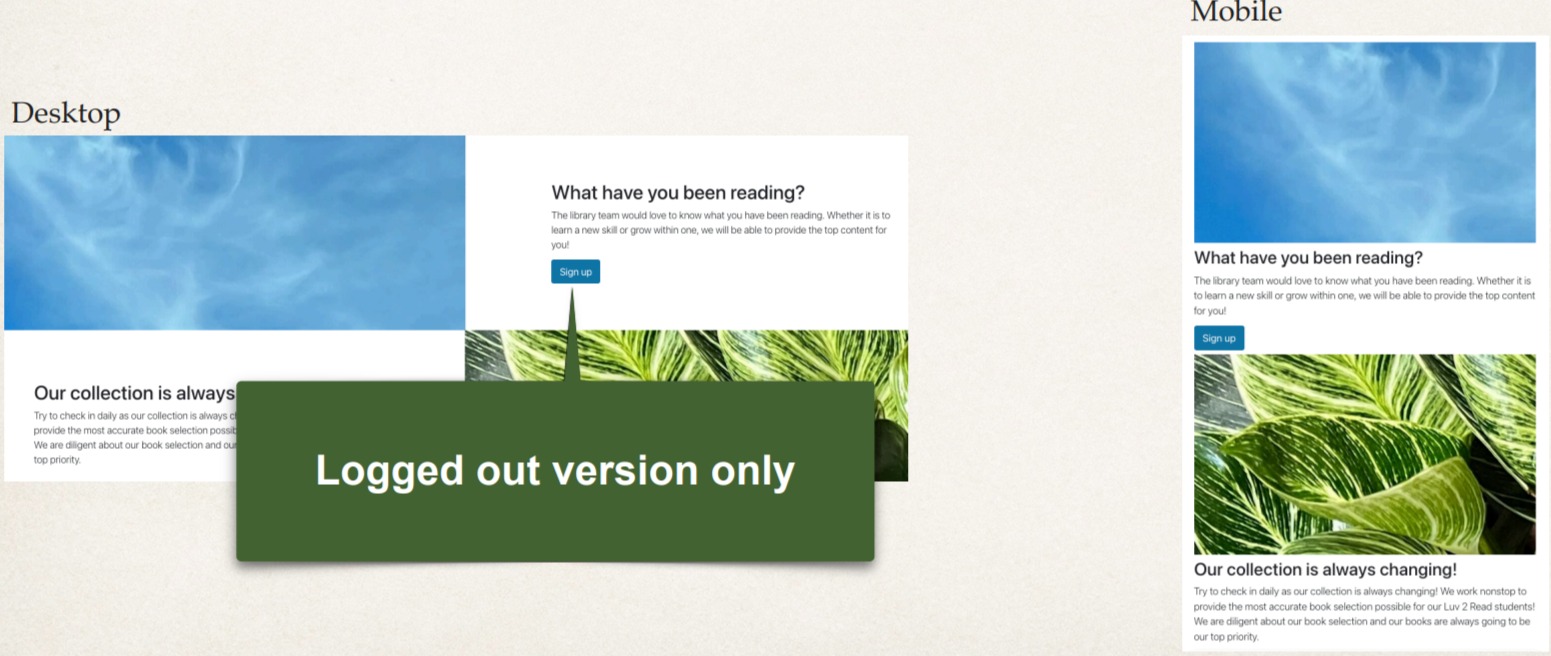 Desktop
What have you been reading?
The library team would love to know what you have been reading. Whether it is to
learn a new skill or grow within one, we will be able to provide the top content for
you!
Sign up
Our collection is always
Try to check in daily as our collection is always
provide the most accurate book selection
We are diligent about our book selection and our
top priority.
Logged out version only
Mobile
What have you been reading?
The library team would love to know what you have been reading. Whether it is
to learn a new skill or grow within one, we will be able to provide the top content
for you!
Sign up
Our collection is always changing!
Try to check in daily as our collection is always changing! We work nonstop to
provide the most accurate book selection possible for our Luv 2 Read students!
We are diligent about our book selection and our books are always going to be
our top priority.